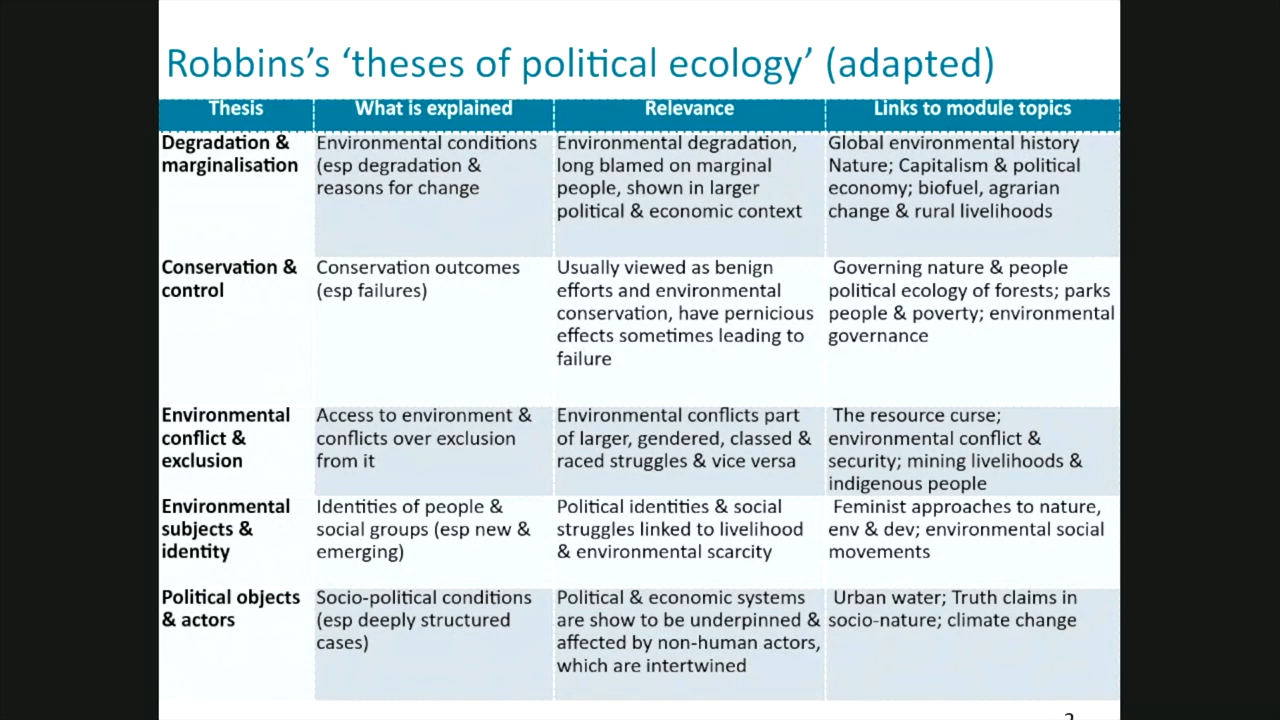 Robbins’s ‘theses of political ecology’ (adapted)
Thesis
What is explained
Relevance
Links to module topics
Degradation &
marginalisation
Environmental conditions
(esp degradation &
reasons for change
Environmental degradation,
long blamed on marginal
people, shown in larger
political & economic context
Global environmental history
Nature; Capitalism & political
economy; biofuel, agrarian
change & rural livelihoods
Conservation &
control
Conservation outcomes
(esp failures)
Usually viewed as benign
efforts and environmental
conservation, have pernicious
effects sometimes leading to
failure
Governing nature & people
political ecology of forests; parks
people & poverty; environmental
governance
Environmental
conflict &
exclusion
Access to environment &
conflicts over exclusion
from it
Environmental conflicts part
of larger, gendered, classed &
raced struggles & vice versa
The resource curse;
environmental conflict &
security; mining livelihoods &
indigenous people
Environmental
subjects &
identity
Identities of people &
social groups (esp new &
emerging)
Political identities & social
struggles linked to livelihood
& environmental scarcity
Feminist approaches to nature,
env & dev; environmental social
movements
Political objects
& actors
Socio-political conditions
(esp deeply structured
cases)
Political & economic systems
are show to be underpinned &
affected by non-human actors,
which are intertwined
Urban water; Truth claims in
socio-nature; climate change